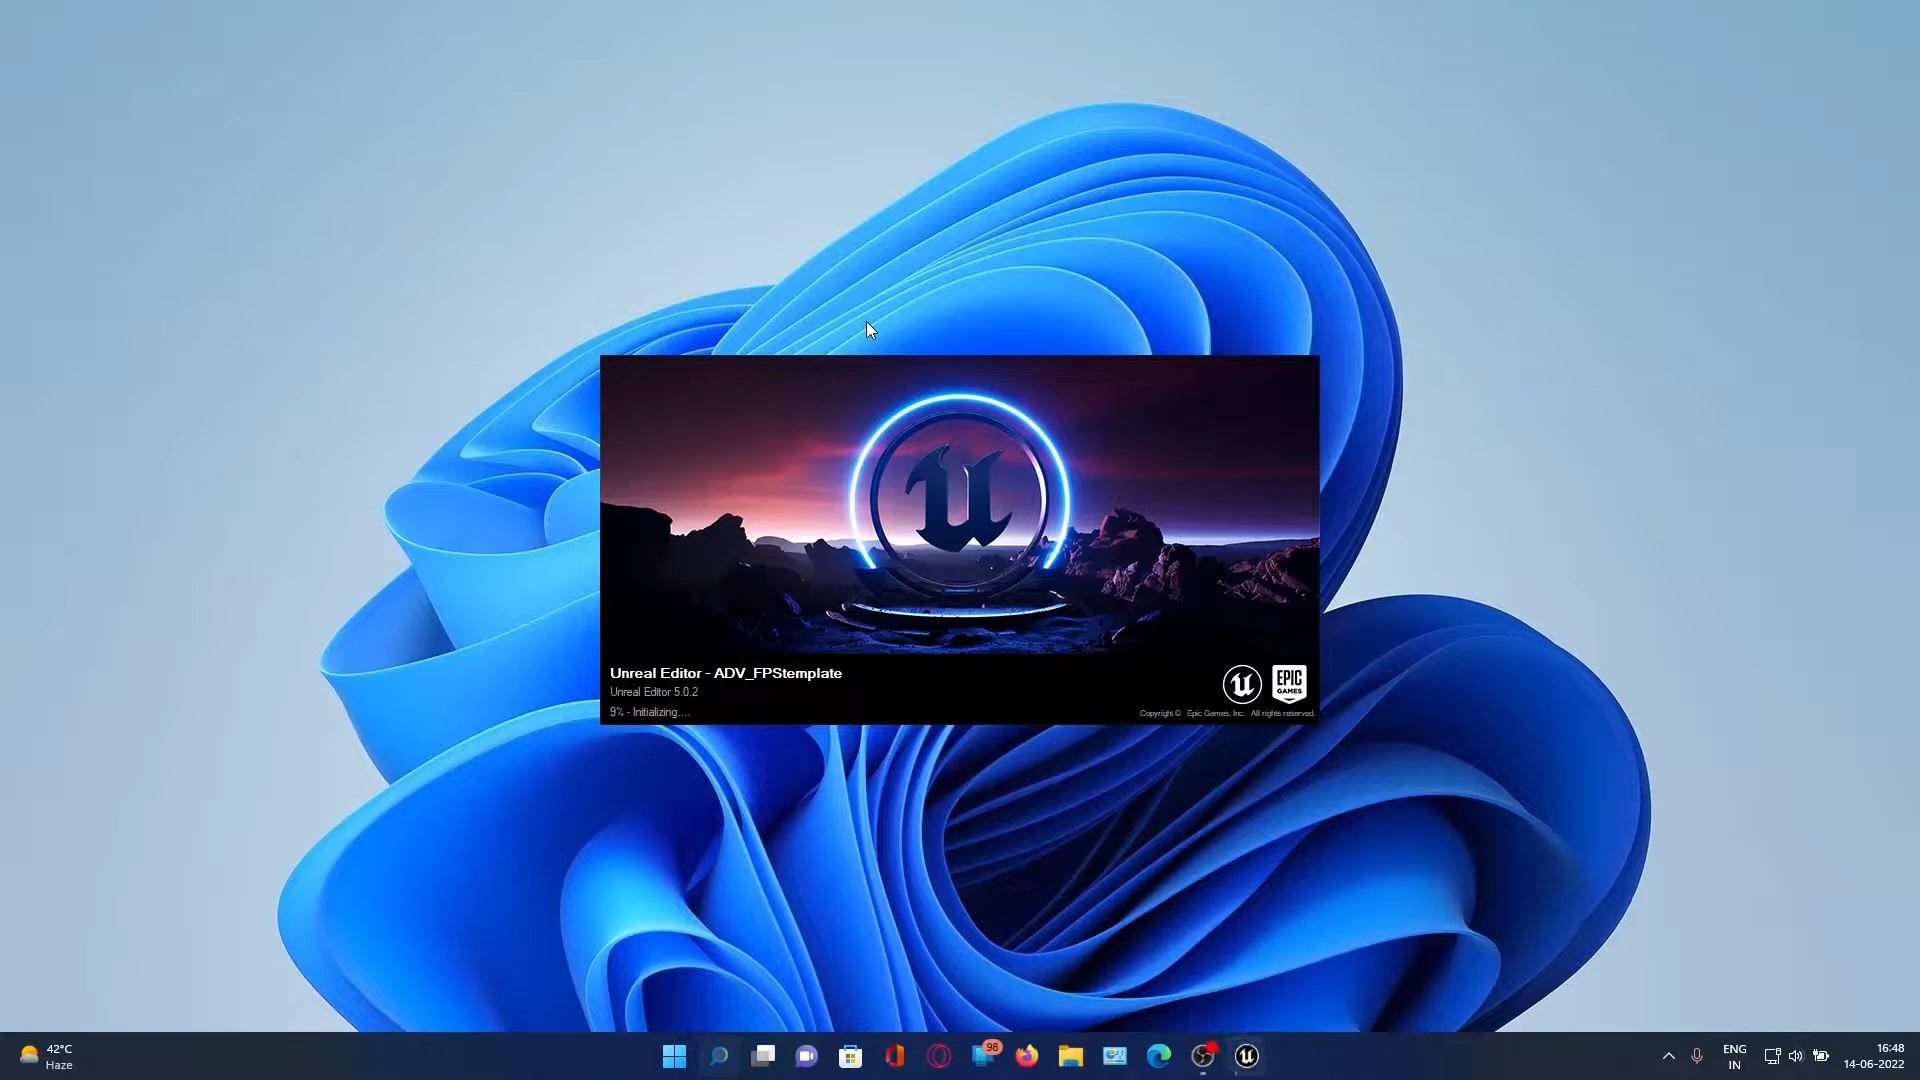 Unreal Editor - ADV_FPStemplate
Unreal Editor 5.0.2
9% - Initializing....
EPIC
GAMES
Copyright © Epic Games, Inc. All rights reserved.
42°C
Haze
98
ENG
IN
16:48
14-06-2022